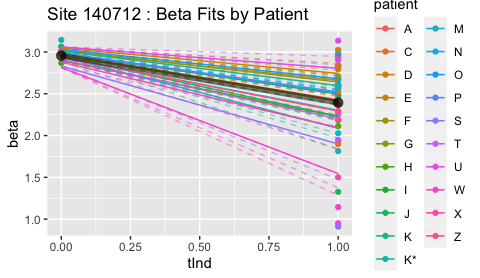 Site 140712 : Beta Fits by Patient
beta
3.0
2.5
2.0
1.5
1.0
0.00
0.25
0.50
0.75
1.00
tInd
patient
A
C
D
E
F
G
H
I
J
K
K*
M
N
O
P
S
T
U
W
X
Z